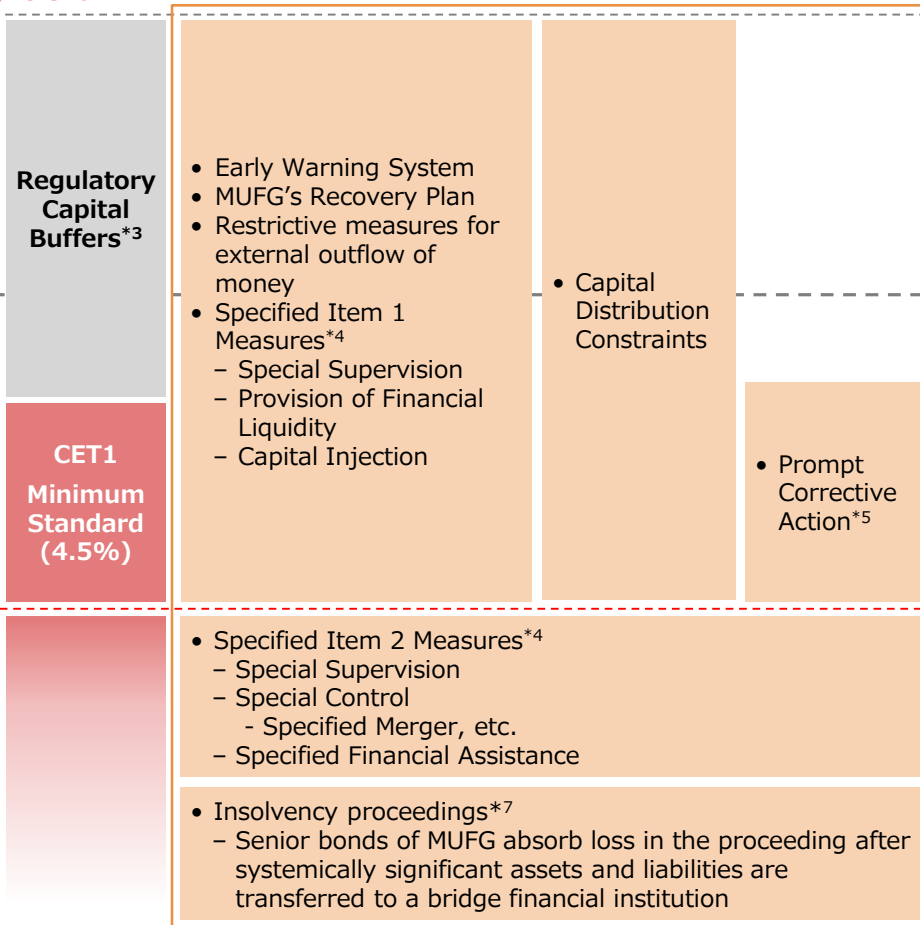 Regulatory
Capital
Buffers*3
• Early Warning System
• MUFG's Recovery Plan
• Restrictive measures for
external outflow of
money
• Specified Item 1
Measures*4
– Special Supervision
– Provision of Financial
Liquidity
– Capital Injection
• Capital
Distribution
Constraints
CET1
Minimum
Standard
(4.5%)
• Prompt
Corrective
Action*5
• Specified Item 2 Measures*4
– Special Supervision
– Special Control
- Specified Merger, etc.
– Specified Financial Assistance
• Insolvency proceedings*7
– Senior bonds of MUFG absorb loss in the proceeding after
systemically significant assets and liabilities are
transferred to a bridge financial institution